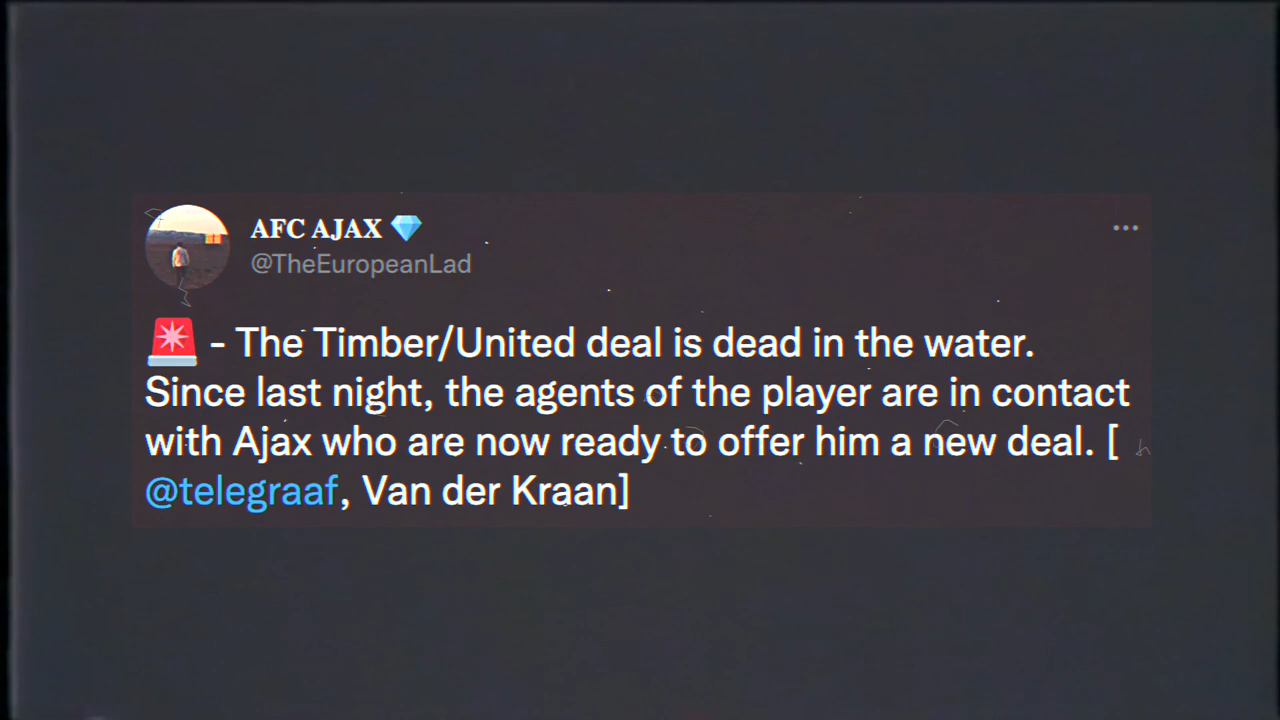 AFC AJAX 💎
@TheEuropeanLad
🚨 - The Timber/United deal is dead in the water.
Since last night, the agents of the player are in contact
with Ajax who are now ready to offer him a new deal. [
@telegraaf, Van der Kraan]